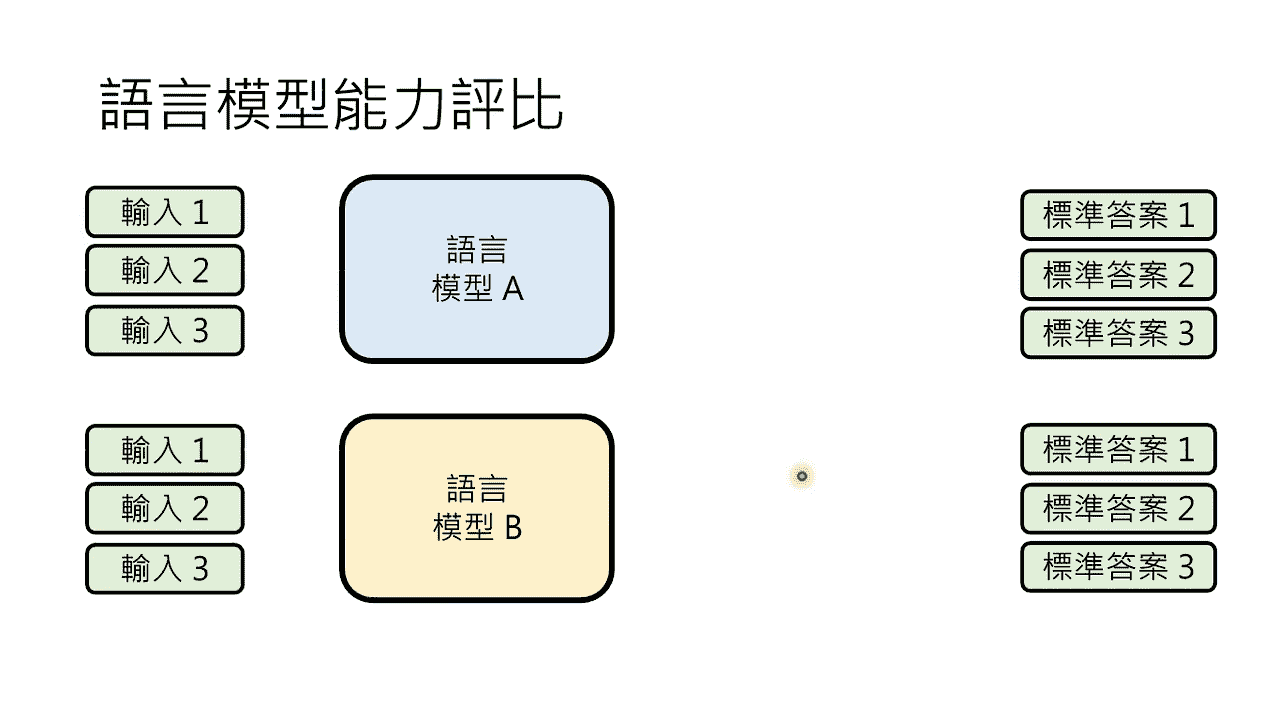 語言模型能力評比
輸入 1
輸入 2
輸入 3
語言
模型 A
標準答案 1
標準答案 2
標準答案 3
輸入 1
輸入 2
輸入 3
語言
模型 B
標準答案 1
標準答案 2
標準答案 3